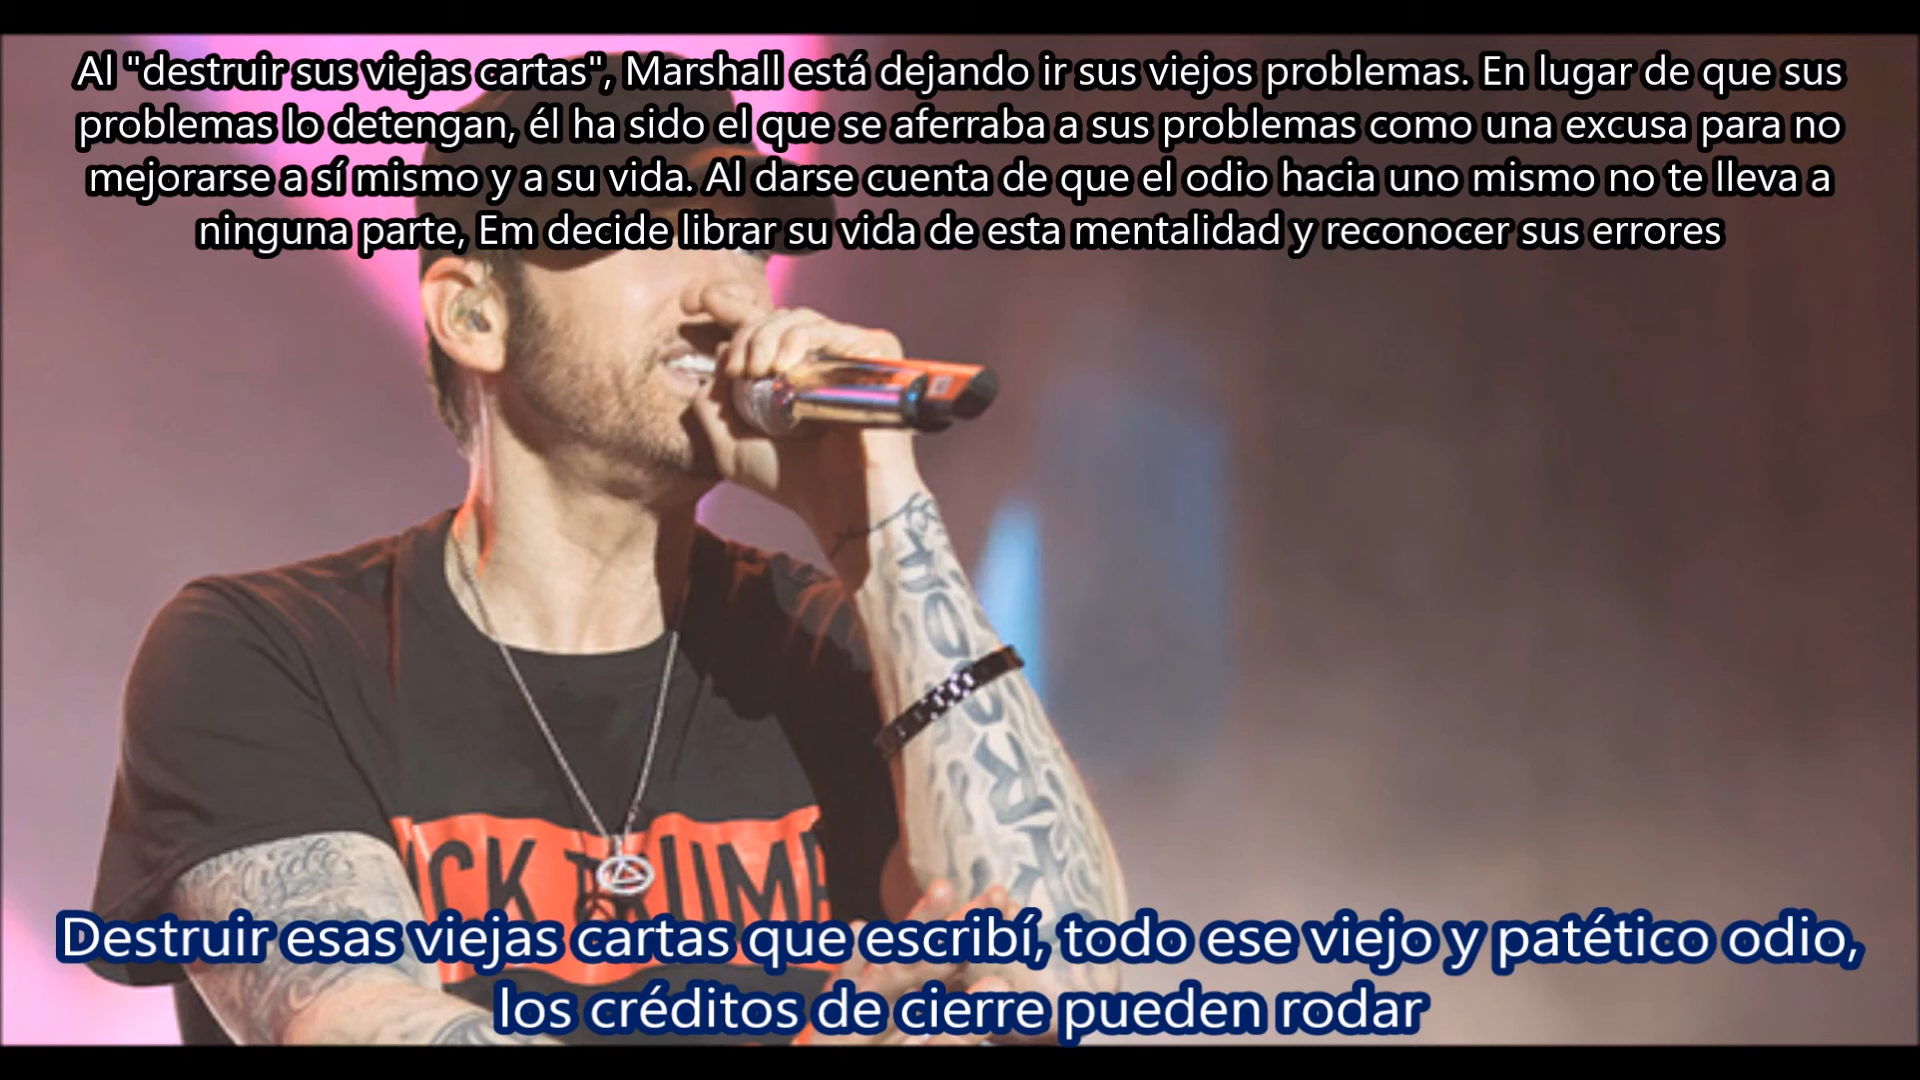 Al "destruir sus viejas cartas", Marshall está dejando ir sus viejos problemas. En lugar de que sus
problemas lo detengan, él ha sido el que se aferraba a sus problemas como una excusa para no
mejorarse a sí mismo y a su vida. Al darse cuenta de que el odio hacia uno mismo no te lleva a
ninguna parte, Em decide librar su vida de esta mentalidad y reconocer sus errores
Destruir esas viejas cartas que escribí, todo ese viejo y patético odio,
los créditos de cierre pueden rodar